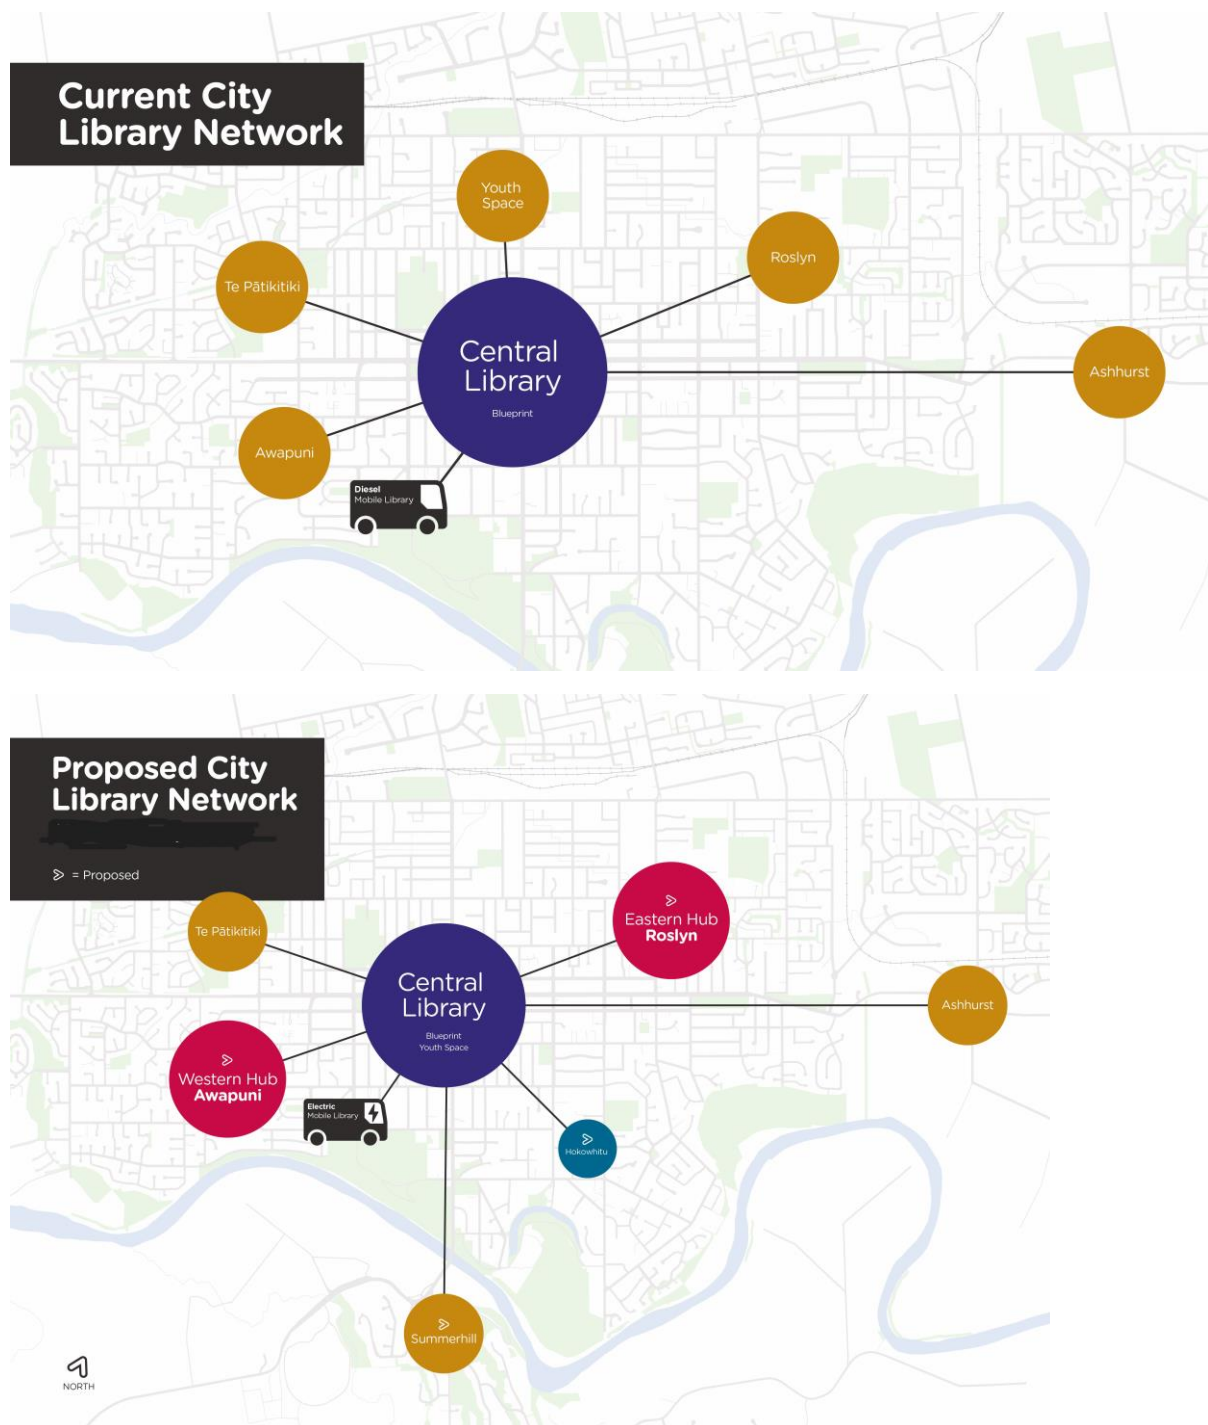 Current City
Library Network
Youth
Space
Roslyn
Te Pātikitiki
Central
Library
Blueprint
Ashhurst
Awapuni
Diesel
Mobile Library
Proposed City
Library Network
= Proposed
Te Pātikitiki
Eastern Hub
Roslyn
Central
Library
Blueprint
Youth Space
Ashhurst
Western Hub
Awapuni
Electric
Mobile Library
Hokowhitu
Summerhill
NORTH